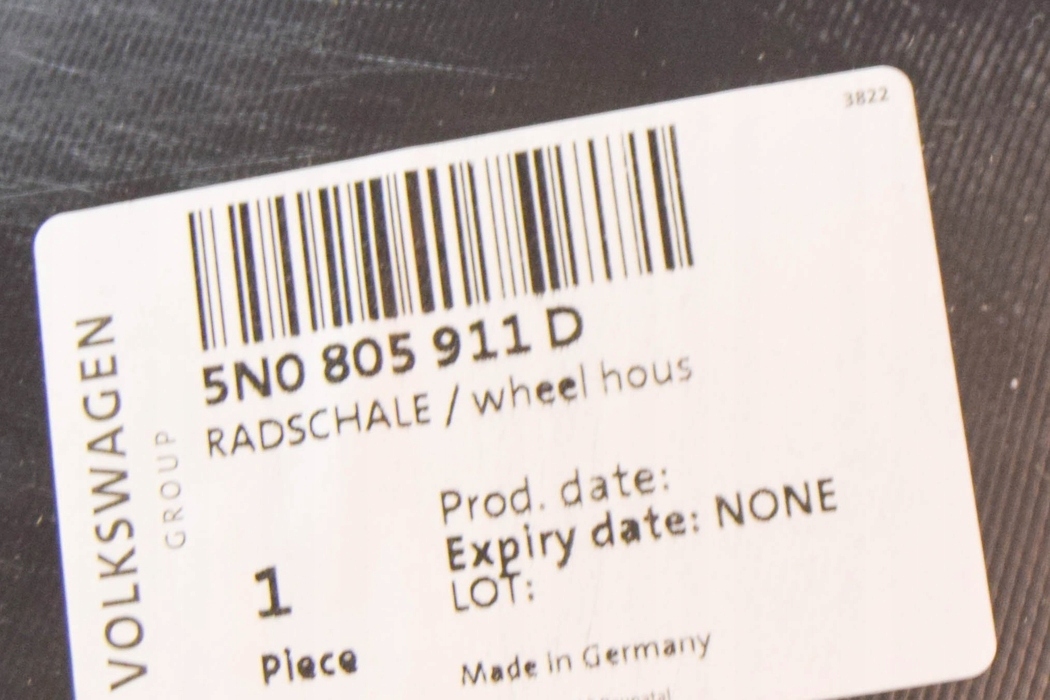 3822
5N0 805 911 D
RADSCHALE / wheel hous
VOLKSWAGEN
GROUP
Prod. date:
Expiry date: NONE
LOT:
1
Piece
Made in Germany